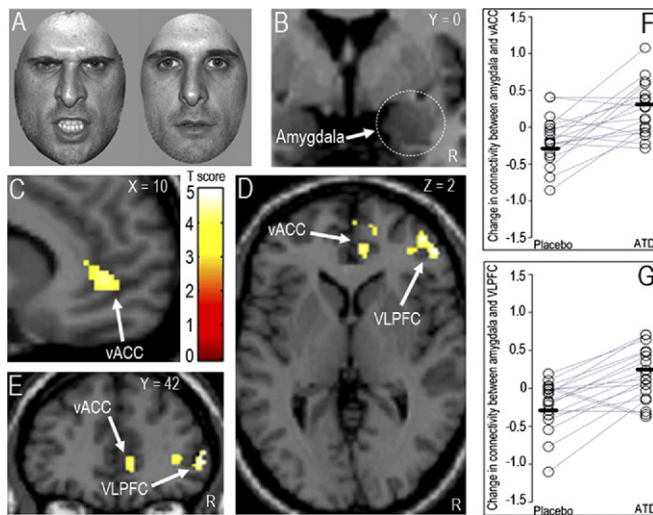 A
B
Y = 0
Amygdala
R
C
X = 10
vACC
T score
5
4
3
2
1
0
D
Z = 2
vACC
VLPFC
R
E
Y = 42
vACC
VLPFC
R
F
Change in connectivity between amygdala and vACC
1.5
1.0
0.5
0
-0.5
-1.0
1.5
Placebo
ATD
G
Change in connectivity between amygdala and VLPFC
1.5
1.0
0.5
0
-0.5
-1.0
1.5
Placebo
ATD